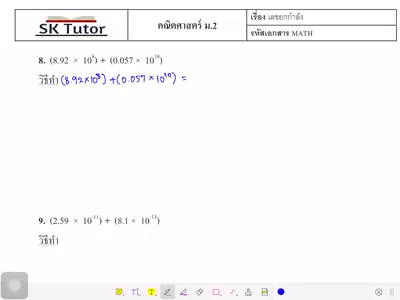 SK Tutor
คณิตศาสตร์ ม.2
เรื่อง เลขยกกำลัง
รหัสเอกสาร MATH
8. (8.92 × 10⁸) + (0.057 × 10¹⁰)
วิธีทำ (8.92×10⁸) + (0.057 × 10¹⁰) =
9. (2.59 × 10⁻¹¹) + (8.1 × 10⁻¹³)
วิธีทำ